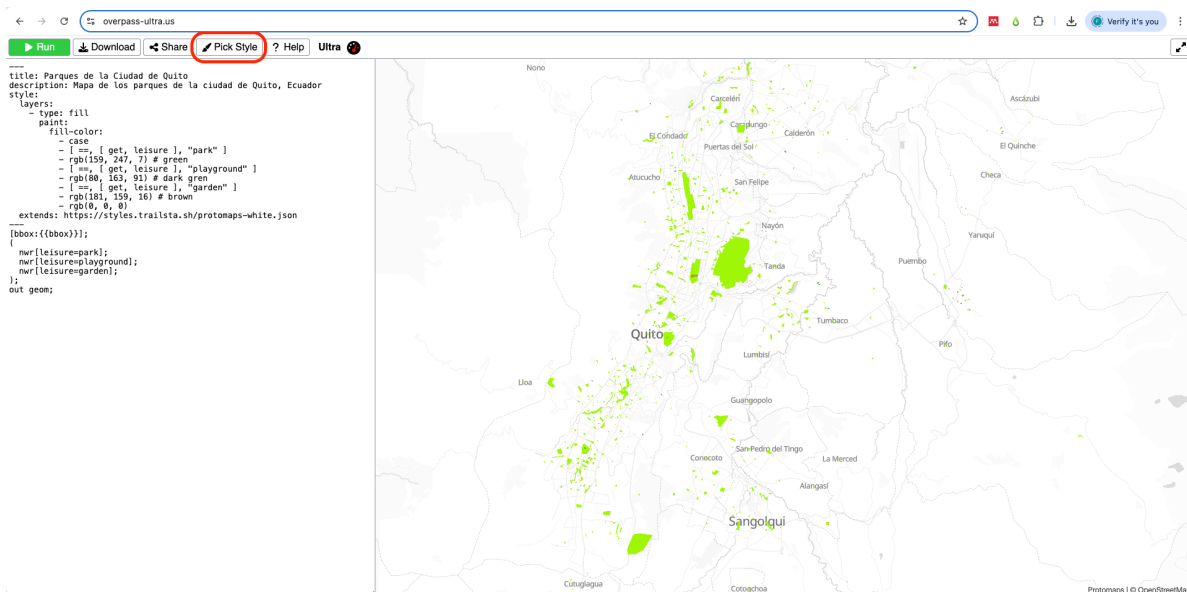 overpass-ultra.us
Verify it's you
Run
Download
Share
Pick Style
? Help
Ultra
---
title: Parques de la Ciudad de Quito
description: Mapa de los parques de la ciudad de Quito, Ecuador
style:
layers:
- type: fill
paint:
fill-color:
- case
- [ ==, [ get, leisure ], "park" ]
- rgb(159, 247, 7) # green
- [ ==, [ get, leisure ], "playground" ]
- rgb(80, 163, 91) # dark gren
- [ ==, [ get, leisure ], "garden" ]
- rgb(181, 159, 16) # brown
- rgb(0, 0, 0)
extends: https://styles.trailsta.sh/protomaps-white.json
---
[bbox:{{bbox}}];
(
nwr[leisure=park];
nwr[leisure=playground];
nwr[leisure=garden];
);
out geom;
Nono
Carcelén
Ascázubi
Carapungo
El Condado
Calderón
Puertas del Sol
El Quinche
Atucucho
San Felipe
Checa
Nayón
Yaruquí
Tanda
Puembo
Tumbaco
Quito
Pifo
Lumbisí
Lloa
Guangopolo
San Pedro del Tingo
Conocoto
La Merced
Alangasí
Sangolqui
Cutuglagua
Cotogchoa
Protomaps | © OpenStreetMa